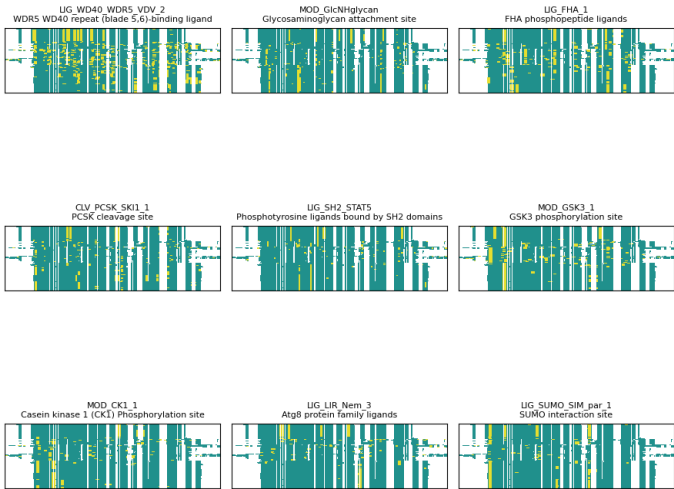 LIG_WD40_WDR5_VDV_2
WDR5 WD40 repeat (blade 5,6)-binding ligand
MOD_GlcNHglycan
Glycosaminoglycan attachment site
LIG_FHA_1
FHA phosphopeptide ligands
CLV_PCSK_SKI1_1
PCSK cleavage site
LIG_SH2_STAT5
Phosphotyrosine ligands bound by SH2 domains
MOD_GSK3_1
GSK3 phosphorylation site
MOD_CK1_1
Casein kinase 1 (CK1) Phosphorylation site
LIG_LIR_Nem_3
Atg8 protein family ligands
LIG_SUMO_SIM_par_1
SUMO interaction site